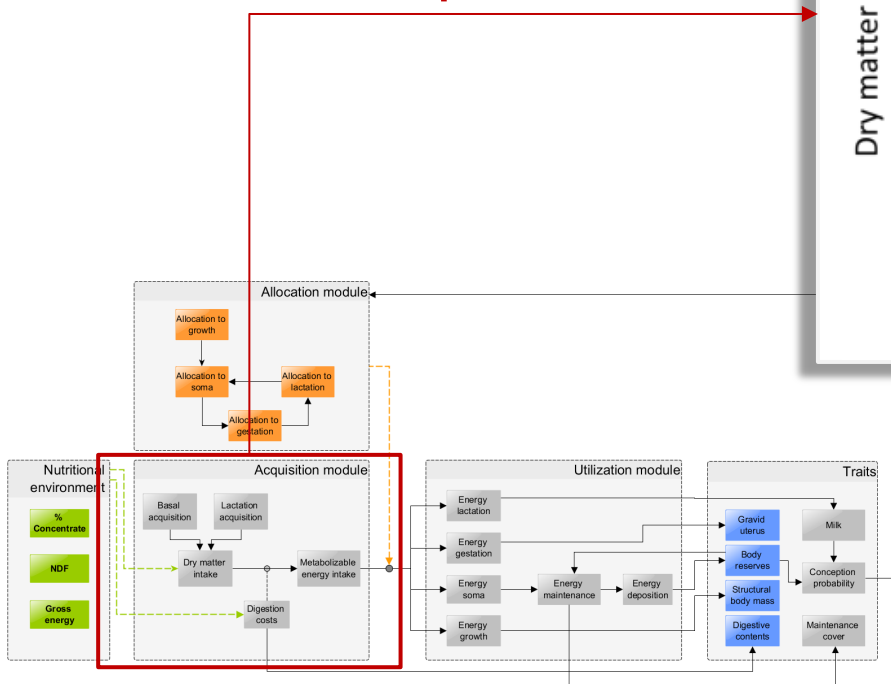 Dry matter
Allocation module
Allocation to
growth
Allocation to
soma
Allocation to
lactation
Allocation to
gestation
Nutritional
environment
%
Concentrate
NDF
Gross
energy
Acquisition module
Basal
acquisition
Lactation
acquisition
Dry matter
intake
Metabolizable
energy intake
Digestion
costs
Utilization module
Energy
lactation
Energy
gestation
Energy
soma
Energy
maintenance
Energy
deposition
Energy
growth
Traits
Gravid
uterus
Milk
Body
reserves
Conception
probability
Structural
body mass
Digestive
contents
Maintenance
cover